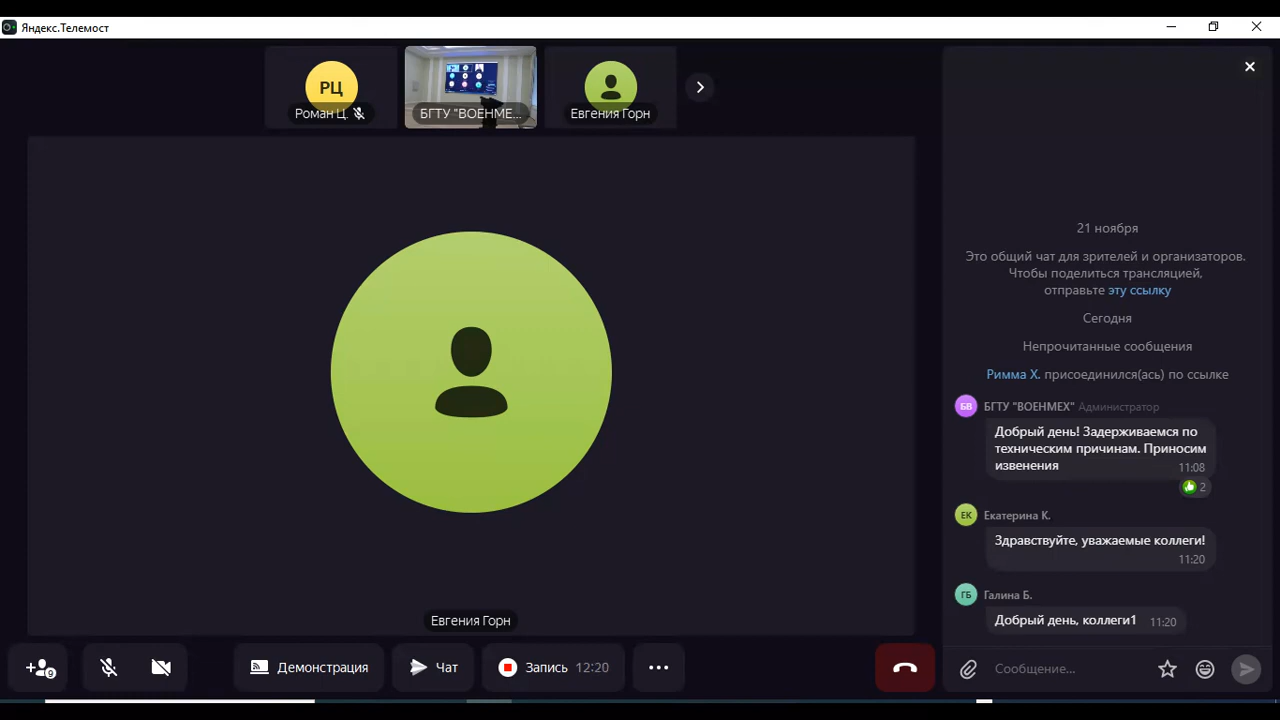 Яндекс.Телемост
РЦ
Роман Ц.
БГТУ "ВОЕНМЕ...
Евгения Горн
21 ноября
Это общий чат для зрителей и организаторов.
Чтобы поделиться трансляцией,
отправьте эту ссылку
Сегодня
Непрочитанные сообщения
Римма Х. присоединился(ась) по ссылке
БВ
БГТУ "ВОЕНМЕХ" Администратор
Добрый день! Задерживаемся по
техническим причинам. Приносим
извенения
11:08
2
ЕК
Екатерина К.
Здравствуйте, уважаемые коллеги!
11:20
ГБ
Галина Б.
Добрый день, коллеги1 11:20
Евгения Горн
9
Демонстрация
Чат
Запись 12:20
Сообщение...